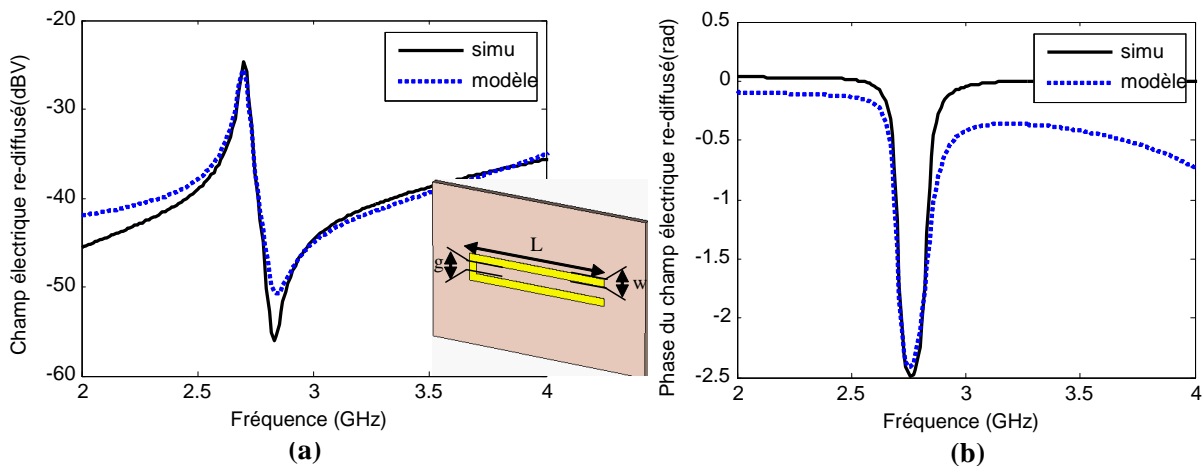 -20
-30
-40
-50
-60
Champ électrique re-diffusé(dBV)
simu
modèle
L
g
w
2
2.5
3
3.5
4
Fréquence (GHz)
(a)
0.5
0
-0.5
-1
-1.5
-2
-2.5
Phase du champ électrique re-diffusé(rad)
simu
modèle
2
2.5
3
3.5
4
Fréquence (GHz)
(b)